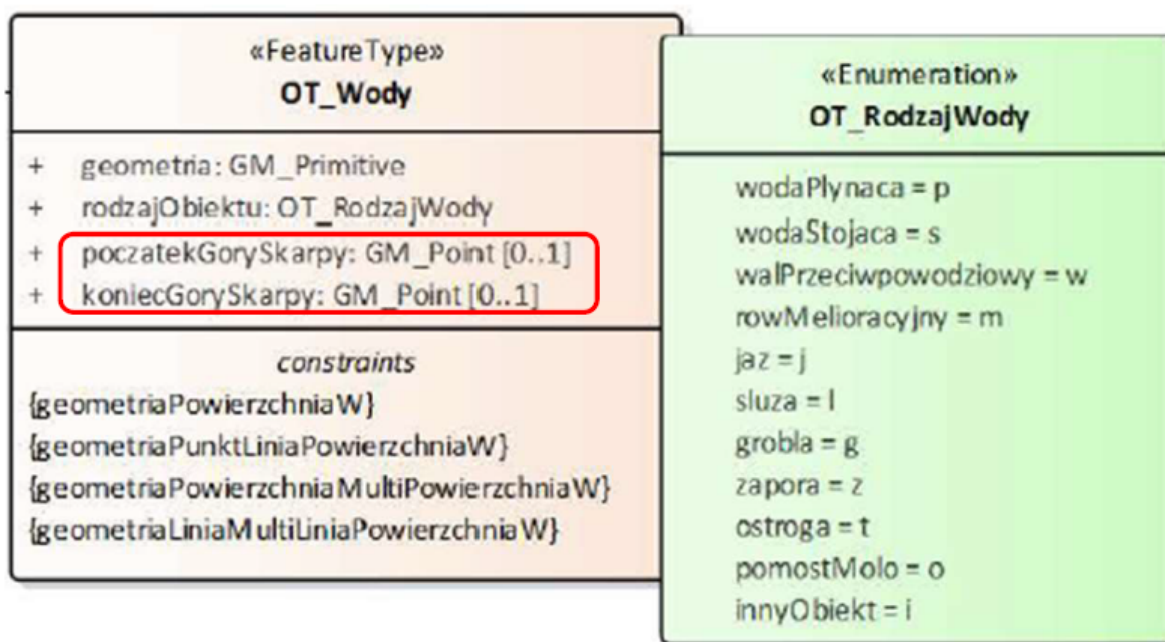 «FeatureType»
OT_Wody
+ geometria: GM_Primitive
+ rodzajObiektu: OT_RodzajWody
+ poczatekGorySkarpy: GM_Point [0..1]
+ koniecGorySkarpy: GM_Point [0..1]
constraints
{geometriaPowierzchniaW}
{geometriaPunktLiniaPowierzchniaW}
{geometriaPowierzchniaMultiPowierzchniaW}
{geometriaLiniaMultiLiniaPowierzchniaW}
«Enumeration»
OT_RodzajWody
wodaPlynaca = p
wodaStojaca = s
walPrzeciwpowodziowy = w
rowMelioracyjny = m
jaz = j
sluza = l
grobla = g
zapora = z
ostroga = t
pomostMolo = o
innyObiekt = i